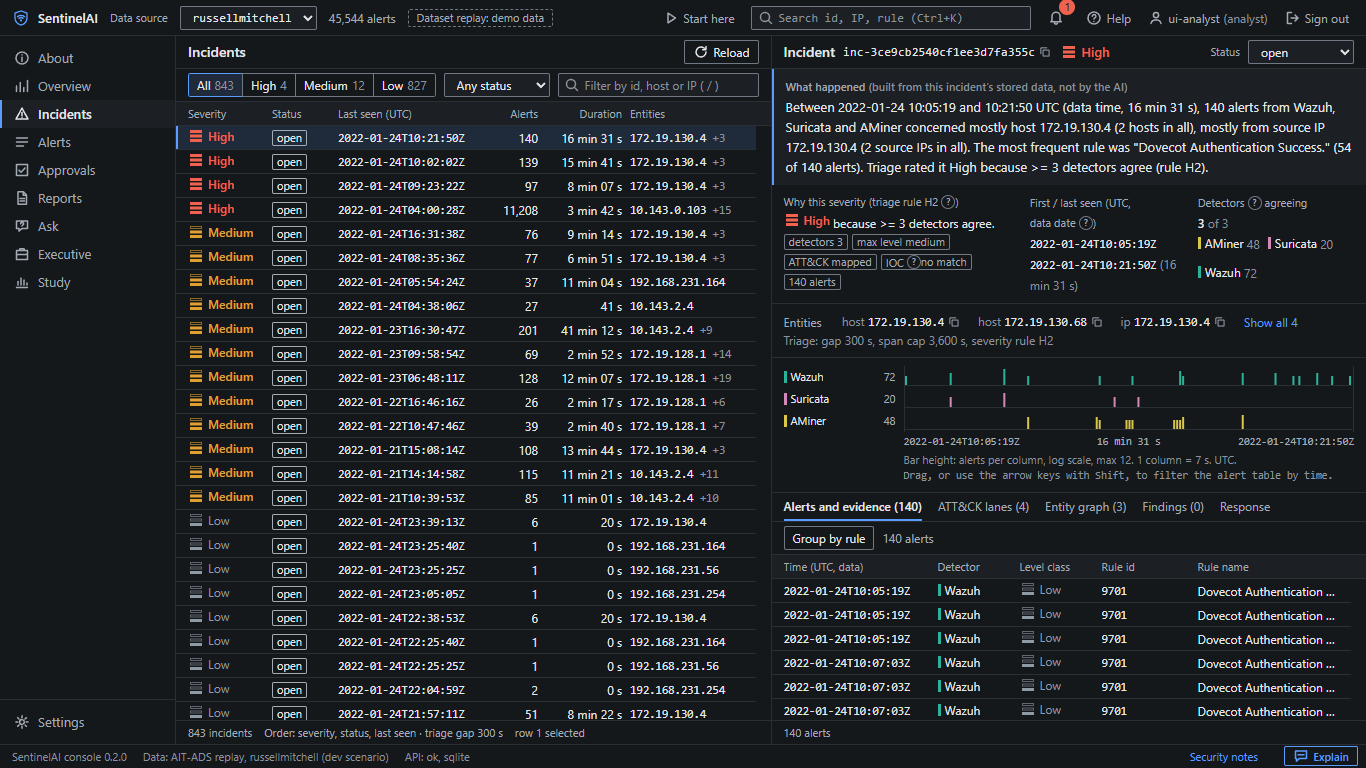 SentinelAI Data source russellmitchell 45,544 alerts Dataset replay: demo data Start here Search id, IP, rule (Ctrl+K) 1 Help ui-analyst (analyst) Sign out
About
Overview
Incidents
Alerts
Approvals
Reports
Ask
Executive
Study
Settings
Incidents Reload
All 843 High 4 Medium 12 Low 827 Any status Filter by id, host or IP ( / )
Severity Status Last seen (UTC) Alerts Duration Entities
High open 2022-01-24T10:21:50Z 140 16 min 31 s 172.19.130.4 +3
High open 2022-01-24T10:02:02Z 139 15 min 41 s 172.19.130.4 +3
High open 2022-01-24T09:23:22Z 97 8 min 07 s 172.19.130.4 +3
High open 2022-01-24T04:00:28Z 11,208 3 min 42 s 10.143.0.103 +15
Medium open 2022-01-24T16:31:38Z 76 9 min 14 s 172.19.130.4 +3
Medium open 2022-01-24T08:35:36Z 77 6 min 51 s 172.19.130.4 +3
Medium open 2022-01-24T05:54:24Z 37 11 min 04 s 192.168.231.164
Medium open 2022-01-24T04:38:06Z 27 41 s 10.143.2.4
Medium open 2022-01-23T16:30:47Z 201 41 min 12 s 10.143.2.4 +9
Medium open 2022-01-23T09:58:54Z 69 2 min 52 s 172.19.128.1 +14
Medium open 2022-01-23T06:48:11Z 128 12 min 07 s 172.19.128.1 +19
Medium open 2022-01-22T16:46:16Z 26 2 min 17 s 172.19.128.1 +6
Medium open 2022-01-22T10:47:46Z 39 2 min 40 s 172.19.128.1 +7
Medium open 2022-01-21T15:08:14Z 108 13 min 44 s 172.19.130.4 +3
Medium open 2022-01-21T14:14:58Z 115 11 min 21 s 10.143.2.4 +11
Medium open 2022-01-21T10:39:53Z 85 11 min 01 s 10.143.2.4 +10
Low open 2022-01-24T23:39:13Z 6 20 s 172.19.130.4
Low open 2022-01-24T23:25:40Z 1 0 s 192.168.231.164
Low open 2022-01-24T23:25:25Z 1 0 s 192.168.231.56
Low open 2022-01-24T23:05:05Z 1 0 s 192.168.231.254
Low open 2022-01-24T22:38:53Z 6 20 s 172.19.130.4
Low open 2022-01-24T22:25:40Z 1 0 s 192.168.231.164
Low open 2022-01-24T22:25:25Z 1 0 s 192.168.231.56
Low open 2022-01-24T22:04:59Z 2 0 s 192.168.231.254
Low open 2022-01-24T21:57:11Z 51 8 min 22 s 172.19.130.4
843 incidents Order: severity, status, last seen · triage gap 300 s row 1 selected
Incident inc-3ce9cb2540cf1ee3d7fa355c High Status open
What happened (built from this incident's stored data, not by the AI)
Between 2022-01-24 10:05:19 and 10:21:50 UTC (data time, 16 min 31 s), 140 alerts from Wazuh,
Suricata and AMiner concerned mostly host 172.19.130.4 (2 hosts in all), mostly from source IP
172.19.130.4 (2 source IPs in all). The most frequent rule was "Dovecot Authentication Success." (54
of 140 alerts). Triage rated it High because >= 3 detectors agree (rule H2).
Why this severity (triage rule H2 ?)
High because >= 3 detectors agree.
detectors 3 max level medium
ATT&CK mapped IOC ? no match
140 alerts
First / last seen (UTC,
data date ?)
2022-01-24T10:05:19Z
2022-01-24T10:21:50Z (16
min 31 s)
Detectors ? agreeing
3 of 3
AMiner 48 Suricata 20
Wazuh 72
Entities host 172.19.130.4 host 172.19.130.68 ip 172.19.130.4 Show all 4
Triage: gap 300 s, span cap 3,600 s, severity rule H2
Wazuh 72
Suricata 20
AMiner 48
2022-01-24T10:05:19Z 16 min 31 s 2022-01-24T10:21:50Z
Bar height: alerts per column, log scale, max 12. 1 column = 7 s. UTC.
Drag, or use the arrow keys with Shift, to filter the alert table by time.
Alerts and evidence (140) ATT&CK lanes (4) Entity graph (3) Findings (0) Response
Group by rule 140 alerts
Time (UTC, data) Detector Level class Rule id Rule name
2022-01-24T10:05:19Z Wazuh Low 9701 Dovecot Authentication ...
2022-01-24T10:05:19Z Wazuh Low 9701 Dovecot Authentication ...
2022-01-24T10:05:19Z Wazuh Low 9701 Dovecot Authentication ...
2022-01-24T10:07:03Z Wazuh Low 9701 Dovecot Authentication ...
2022-01-24T10:07:03Z Wazuh Low 9701 Dovecot Authentication ...
2022-01-24T10:07:03Z Wazuh Low 9701 Dovecot Authentication ...
140 alerts
SentinelAI console 0.2.0 Data: AIT-ADS replay, russellmitchell (dev scenario) API: ok, sqlite Security notes Explain